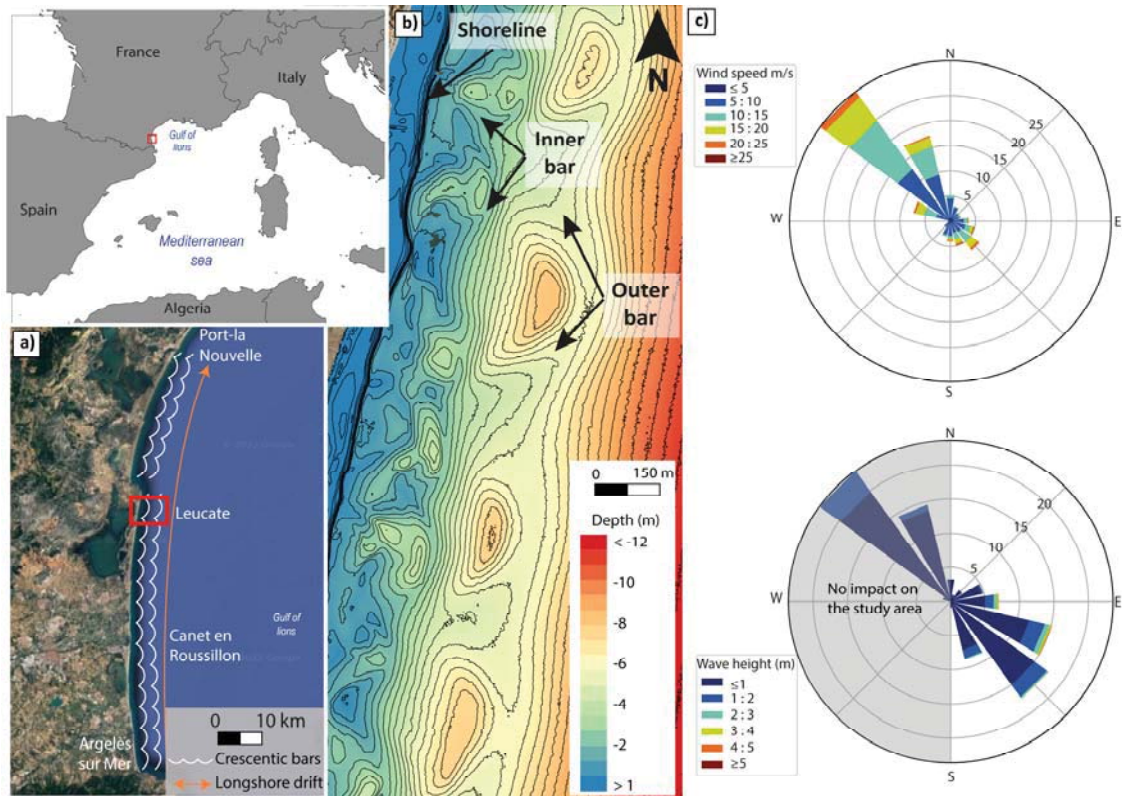 France
Italy
Gulf of
lions
Spain
Mediterranean
sea
Algeria
a)
Port-la
Nouvelle
Leucate
Gulf of
lions
Canet en
Roussillon
0 10 km
Argelès
sur Mer
Crescentic bars
Longshore drift
b)
Shoreline
N
Inner
bar
Outer
bar
0 150 m
Depth (m)
< -12
-10
-8
-6
-4
-2
> 1
c)
Wind speed m/s
≤ 5
5 : 10
10 : 15
15 : 20
20 : 25
≥25
N
25
20
15
10
5
W
E
S
N
20
15
10
5
W
E
No impact on
the study area
S
Wave height (m)
≤1
1 : 2
2 : 3
3 . 4
4 : 5
≥5